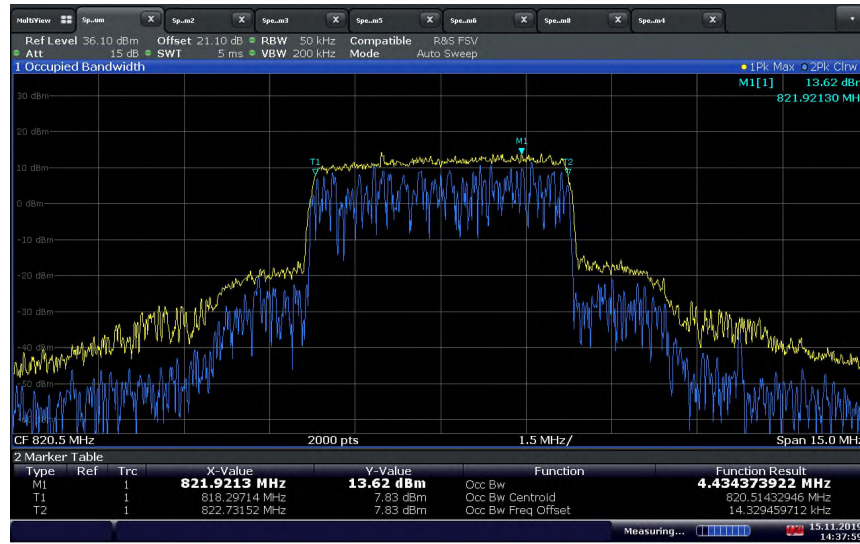 MultiView Sp..um X Sp..m2 X Spe..m3 X Spe..m5 X Spe..m6 X Spe..m8 X Spe..m4 X
Ref Level 36.10 dBm Offset 21.10 dB RBW 50 kHz Compatible R&S FSV
Att 15 dB SWT 5 ms VBW 200 kHz Mode Auto Sweep
1 Occupied Bandwidth 1Pk Max 2Pk Clrw
M1[1] 13.62 dBm
821.92130 MH
30 dBm
20 dBm
M1
T1 T2
10 dBm
0 dBm
-10 dBm
-20 dBm
-30 dBm
-40 dBm
-50 dBm
CF 820.5 MHz 2000 pts 1.5 MHz/ Span 15.0 MHz
2 Marker Table
Type Ref Trc X-Value Y-Value Function Function Result
M1 1 821.9213 MHz 13.62 dBm Occ Bw 4.434373922 MHz
T1 1 818.29714 MHz 7.83 dBm Occ Bw Centroid 820.51432946 MHz
T2 1 822.73152 MHz 7.83 dBm Occ Bw Freq Offset 14.329459712 kHz
Measuring... 15.11.2019
14:37:59